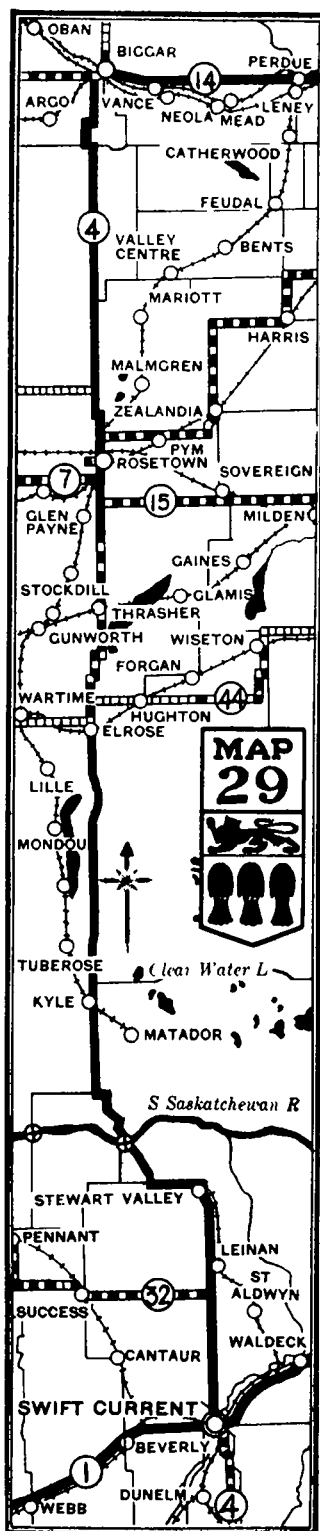 OBAN
BIGGAR
14
PERDUE
ARGO
VANCE
NEOLA
MEAD
LENEY
CATHERWOOD
FEUDAL
4
VALLEY
CENTRE
BENTS
MARIOTT
HARRIS
MALMGREN
ZEALANDIA
PYM
ROSETOWN
SOVEREIGN
7
15
GLEN
PAYNE
MILDEN
GAINES
STOCKDILL
GLAMIS
THRASHER
GUNWORTH
WISETON
FORGAN
WARTIME
44
HUGHTON
ELROSE
MAP
29
LILLE
MONDOU
TUBEROSE
Clear Water L
KYLE
MATADOR
S Saskatchewan R
STEWART VALLEY
PENNANT
LEINAN
ST
ALDWYN
32
SUCCESS
WALDECK
CANTAUR
SWIFT CURRENT
BEVERLY
1
DUNELM
4
WEBB